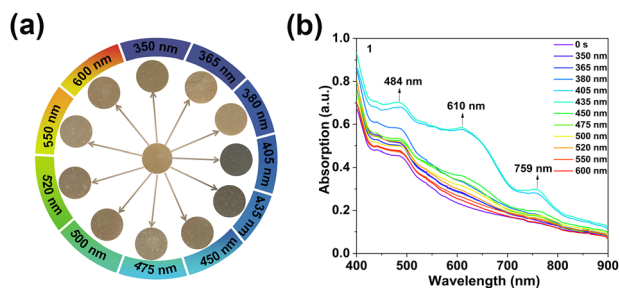 (a)
350 nm
365 nm
380 nm
405 nm
435 nm
450 nm
475 nm
500 nm
520 nm
550 nm
600 nm
(b)
1
484 nm
610 nm
759 nm
0 s
350 nm
365 nm
380 nm
405 nm
435 nm
450 nm
475 nm
500 nm
520 nm
550 nm
600 nm
Absorption (a.u.)
1.0
0.8
0.6
0.4
0.2
0.0
400 500 600 700 800 900
Wavelength (nm)